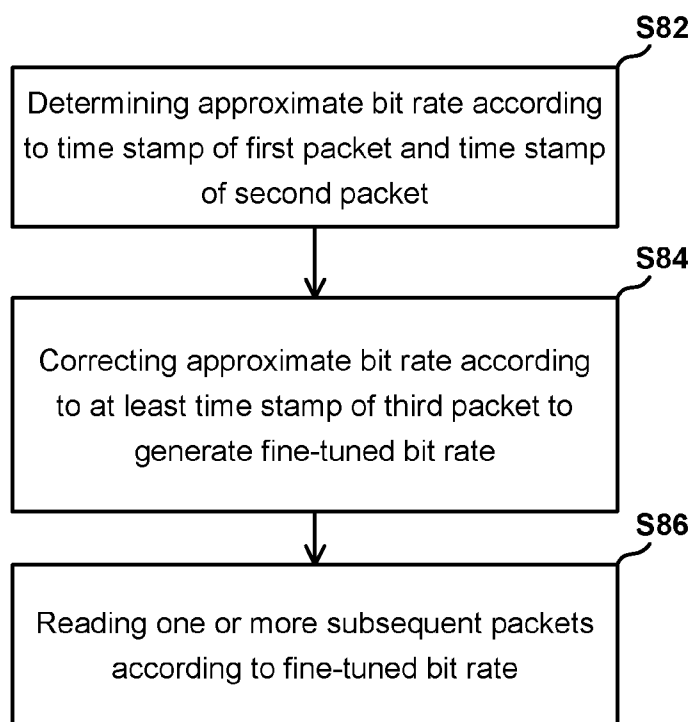 S82
Determining approximate bit rate according
to time stamp of first packet and time stamp
of second packet
S84
Correcting approximate bit rate according
to at least time stamp of third packet to
generate fine-tuned bit rate
S86
Reading one or more subsequent packets
according to fine-tuned bit rate